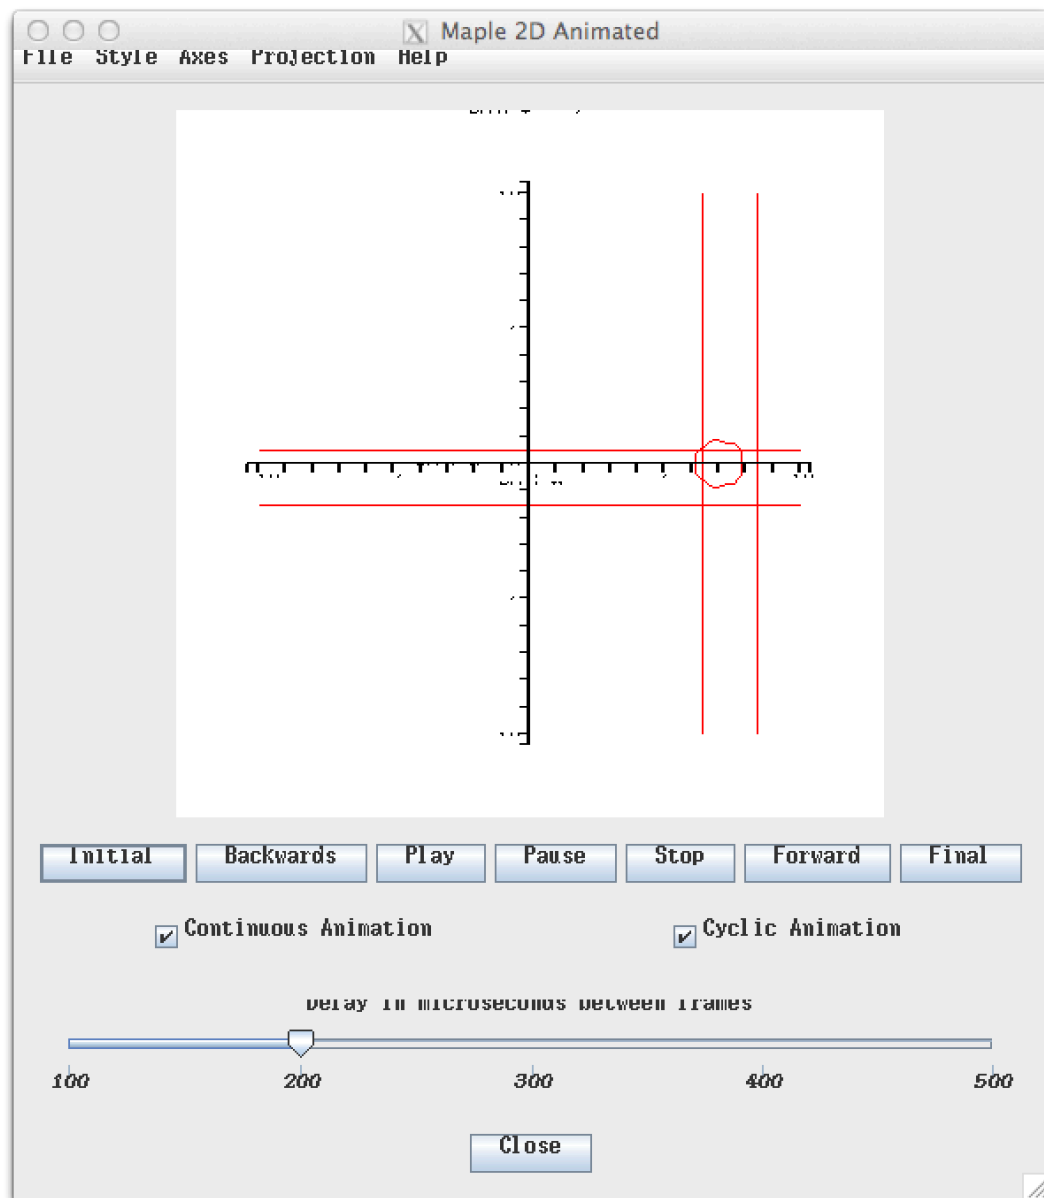 Maple 2D Animated
File Style Axes Projection Help
Initial Backwards Play Pause Stop Forward Final
Continuous Animation Cyclic Animation
Delay in microseconds between frames
100 200 300 400 500
Close